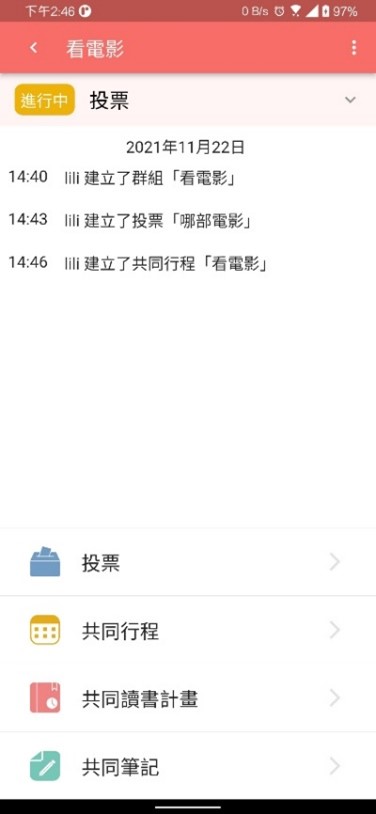 下午2:46 0 B/s 97%
看電影
進行中 投票
2021年11月22日
14:40 lili 建立了群組「看電影」
14:43 lili 建立了投票「哪部電影」
14:46 lili 建立了共同行程「看電影」
投票
共同行程
共同讀書計畫
共同筆記